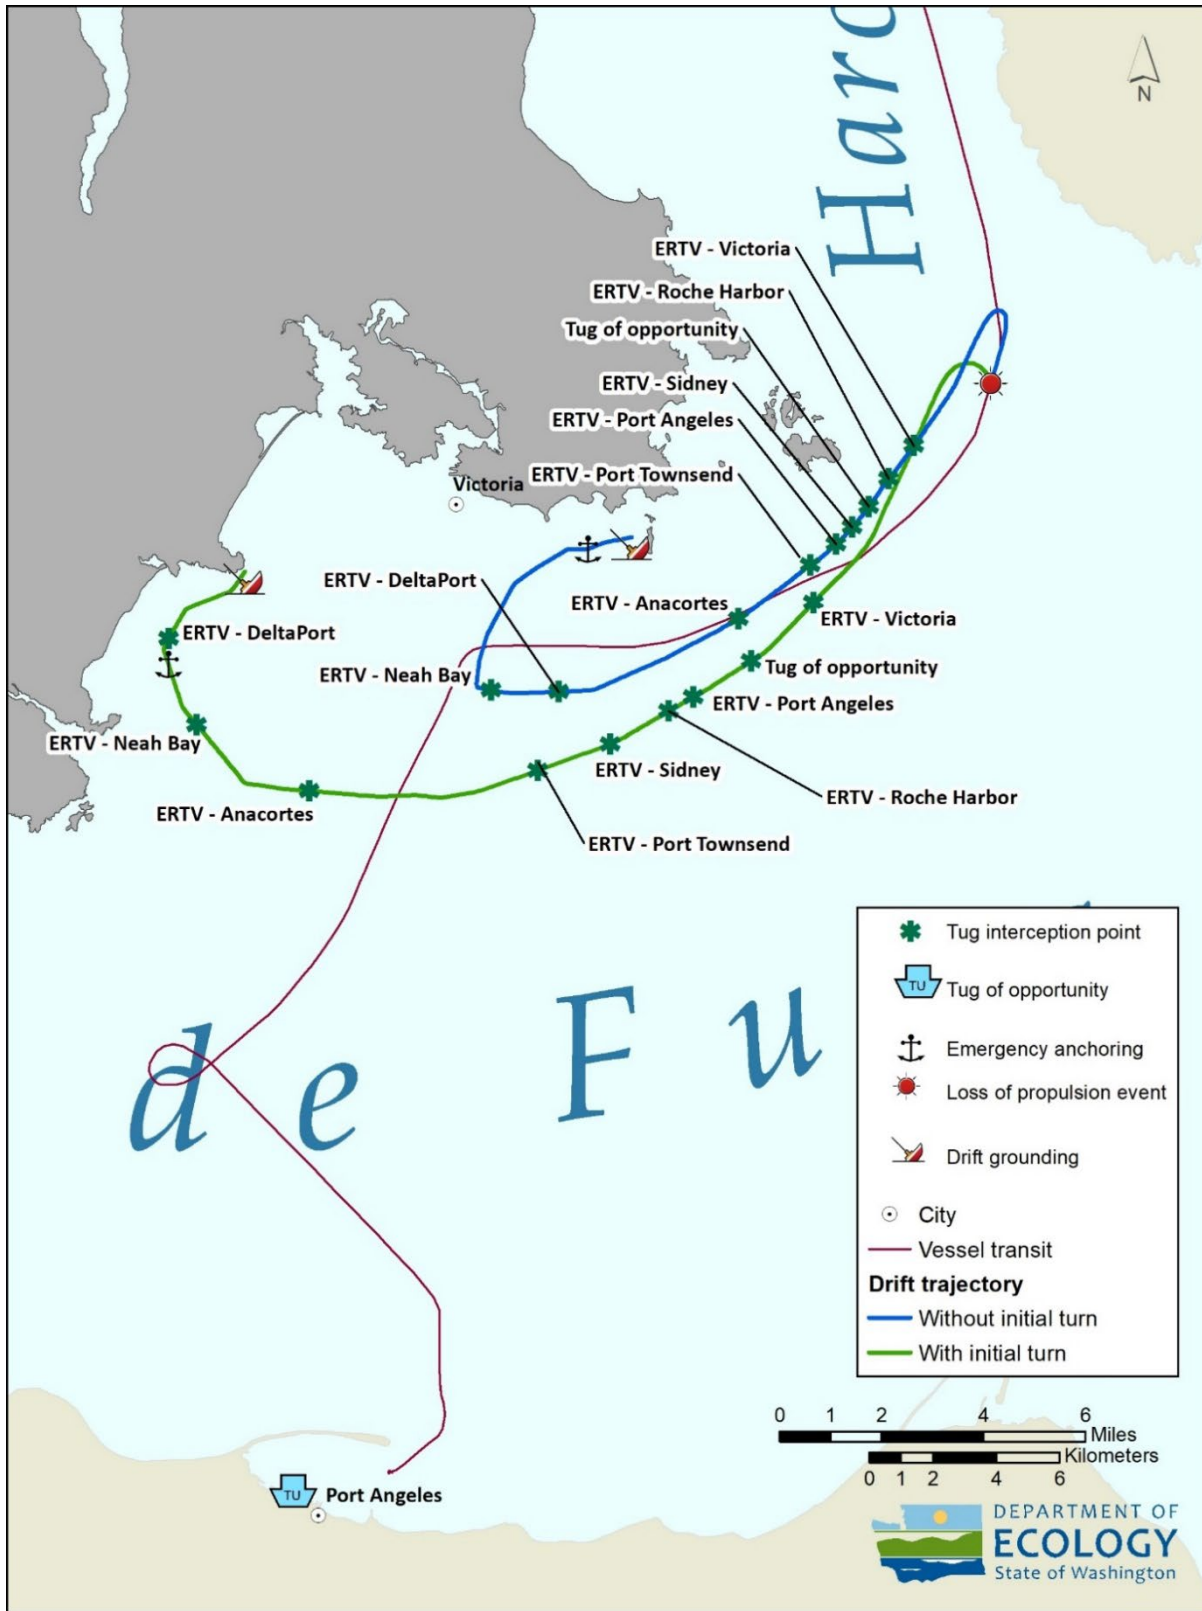 Haro
N
ERTV - Victoria
ERTV - Roche Harbor
Tug of opportunity
ERTV - Sidney
ERTV - Port Angeles
ERTV - Port Townsend
Victoria
ERTV - DeltaPort
ERTV - Anacortes
ERTV - Victoria
ERTV - DeltaPort
ERTV - Neah Bay
Tug of opportunity
ERTV - Port Angeles
ERTV - Neah Bay
ERTV - Sidney
ERTV - Roche Harbor
ERTV - Anacortes
ERTV - Port Townsend
de Fu
Tug interception point
TU
Tug of opportunity
Emergency anchoring
Loss of propulsion event
Drift grounding
City
Vessel transit
Drift trajectory
Without initial turn
With initial turn
0 1 2 4 6
Miles
Kilometers
0 1 2 4 6
TU
Port Angeles
DEPARTMENT OF
ECOLOGY
State of Washington